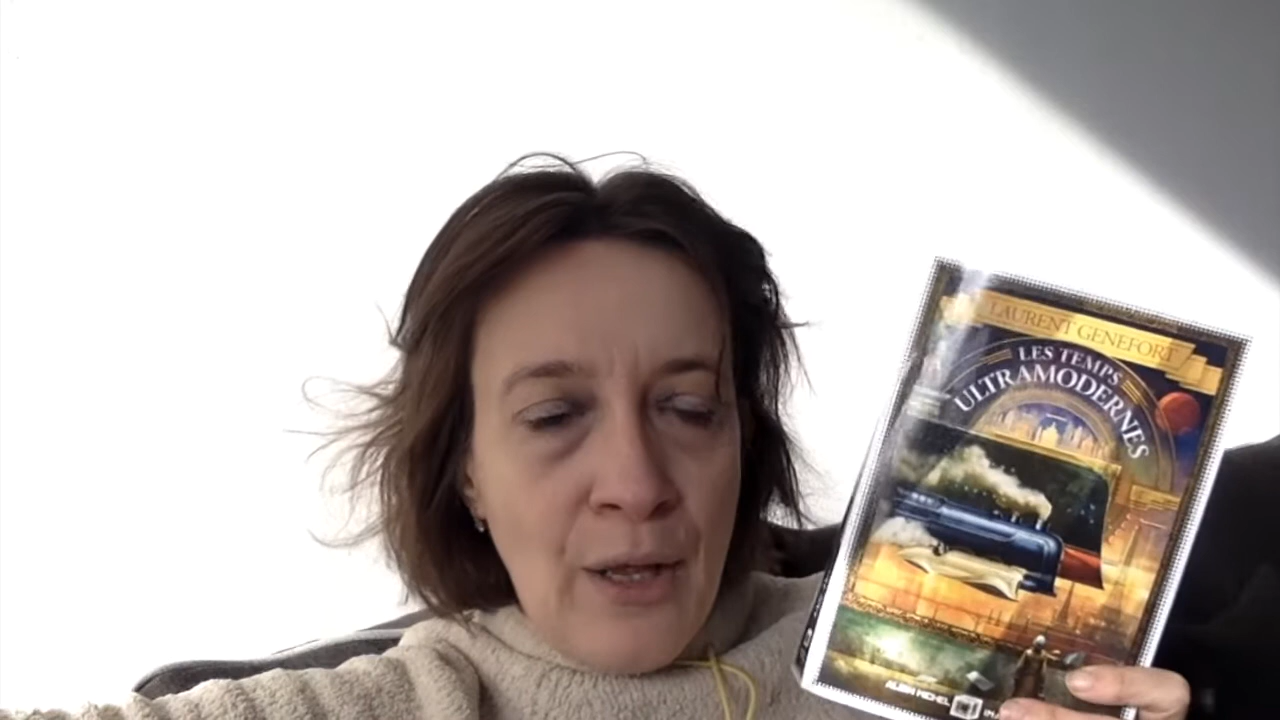 LAURENT GENEFORT
LES TEMPS
ULTRAMODERNES
ALBIN MICHEL